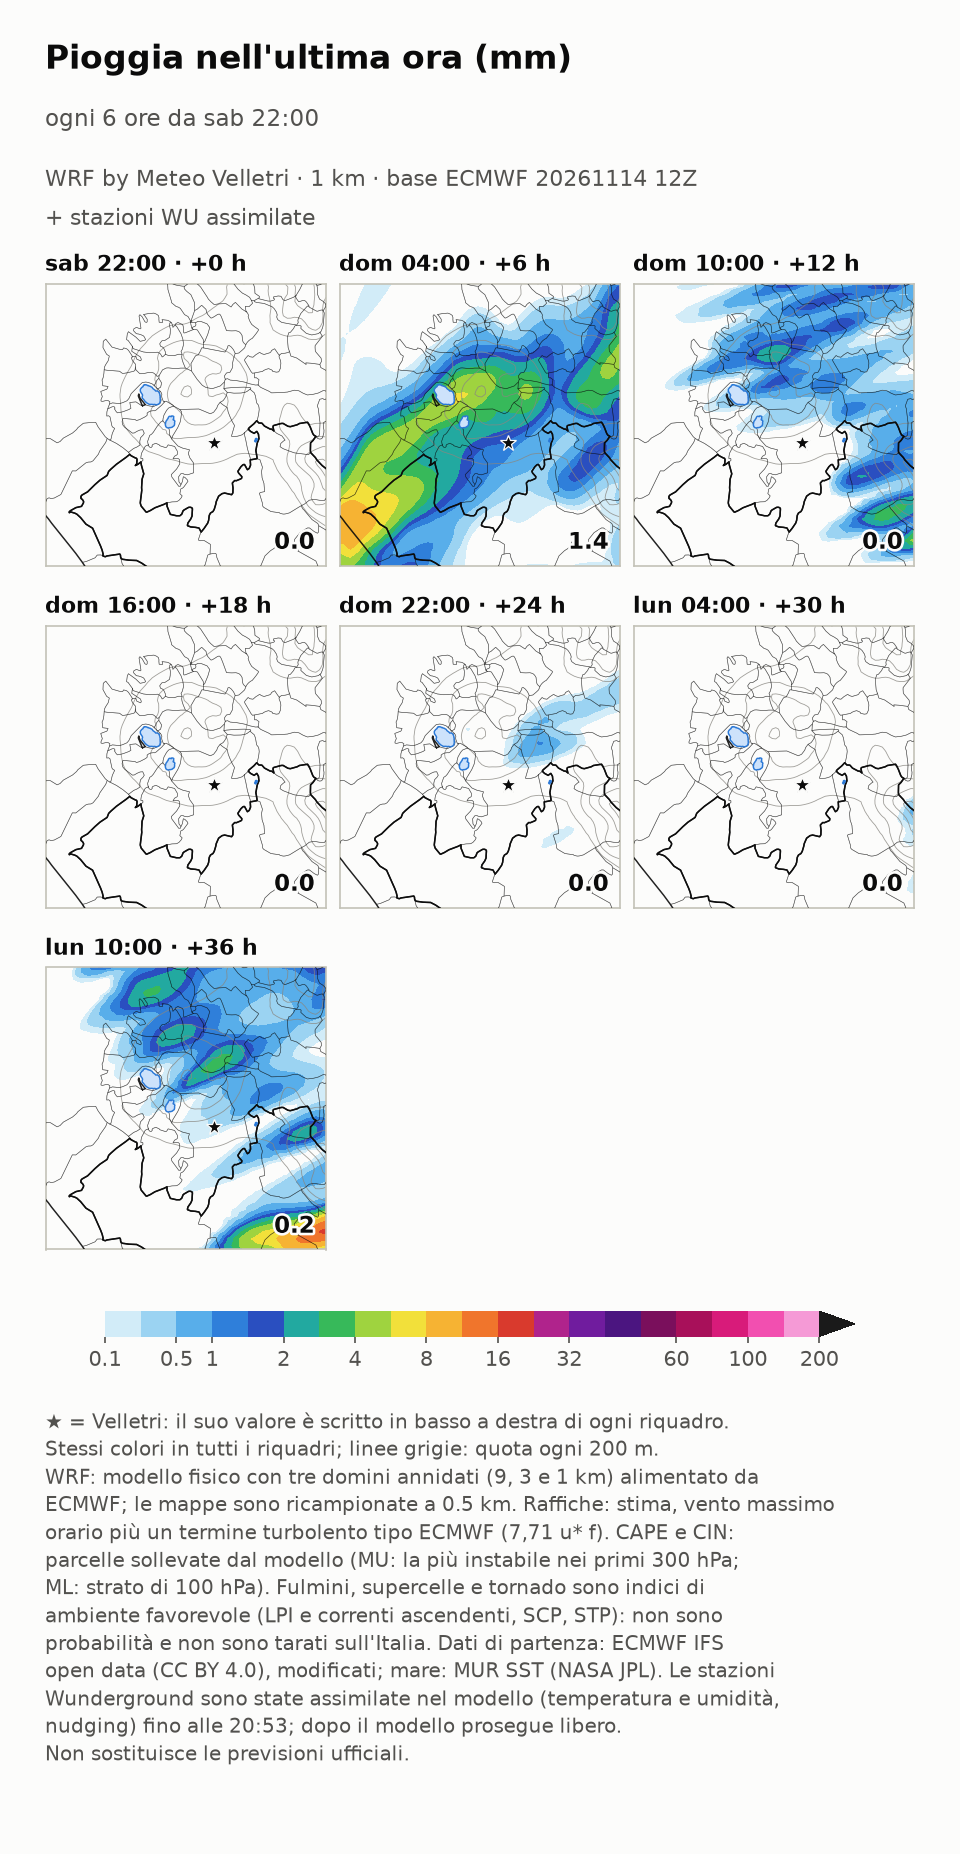 Pioggia nell'ultima ora (mm)
ogni 6 ore da sab 22:00
WRF by Meteo Velletri · 1 km · base ECMWF 20261114 12Z
+ stazioni WU assimilate
sab 22:00 · +0 h
dom 04:00 · +6 h
dom 10:00 · +12 h
0.0
1.4
0.0
dom 16:00 · +18 h
dom 22:00 · +24 h
lun 04:00 · +30 h
0.0
0.0
0.0
lun 10:00 · +36 h
0.2
0.1 0.5 1 2 4 8 16 32 60 100 200
★ = Velletri: il suo valore è scritto in basso a destra di ogni riquadro.
Stessi colori in tutti i riquadri; linee grigie: quota ogni 200 m.
WRF: modello fisico con tre domini annidati (9, 3 e 1 km) alimentato da
ECMWF; le mappe sono ricampionate a 0.5 km. Raffiche: stima, vento massimo
orario più un termine turbolento tipo ECMWF (7,71 u* f). CAPE e CIN:
parcelle sollevate dal modello (MU: la più instabile nei primi 300 hPa;
ML: strato di 100 hPa). Fulmini, supercelle e tornado sono indici di
ambiente favorevole (LPI e correnti ascendenti, SCP, STP): non sono
probabilità e non sono tarati sull'Italia. Dati di partenza: ECMWF IFS
open data (CC BY 4.0), modificati; mare: MUR SST (NASA JPL). Le stazioni
Wunderground sono state assimilate nel modello (temperatura e umidità,
nudging) fino alle 20:53; dopo il modello prosegue libero.
Non sostituisce le previsioni ufficiali.